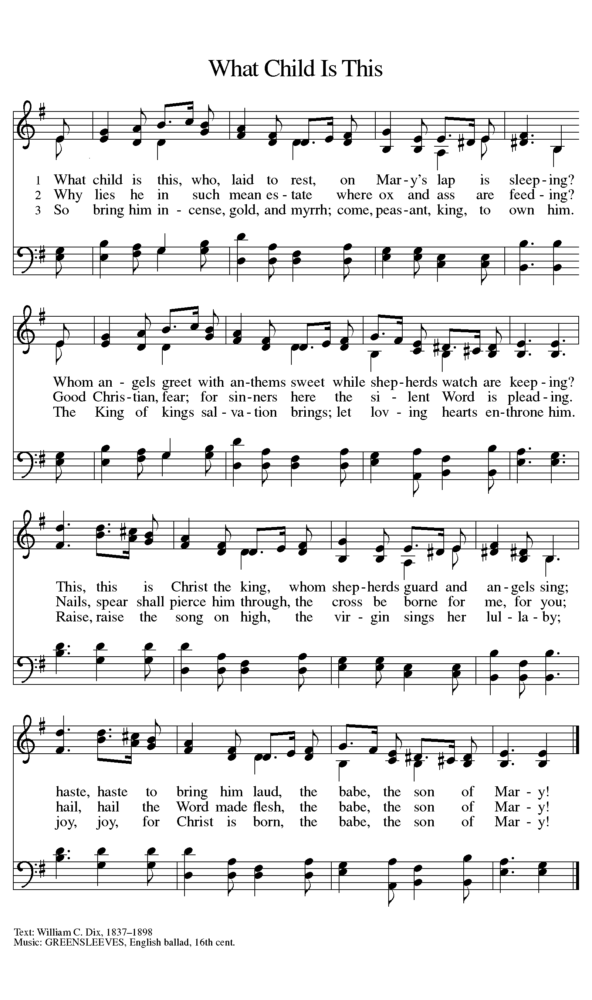 What Child Is This
1 What child is this, who, laid to rest, on Mar - y's lap is sleep - ing?
2 Why lies he in such mean es - tate where ox and ass are feed - ing?
3 So bring him in - cense, gold, and myrrh; come, peas - ant, king, to own him.
Whom an - gels greet with an - thems sweet while shep - herds watch are keep - ing?
Good Chris - tian, fear; for sin - ners here the si - lent Word is plead - ing.
The King of kings sal - va - tion brings; let lov - ing hearts en - throne him.
This, this is Christ the king, whom shep - herds guard and an - gels sing;
Nails, spear shall pierce him through, the cross be borne for me, for you;
Raise, raise the song on high, the vir - gin sings her lul - la - by;
haste, haste to bring him laud, the babe, the son of Mar - y!
hail, hail the Word made flesh, the babe, the son of Mar - y!
joy, joy, for Christ is born, the babe, the son of Mar - y!
Text: William C. Dix, 1837–1898
Music: GREENSLEEVES, English ballad, 16th cent.